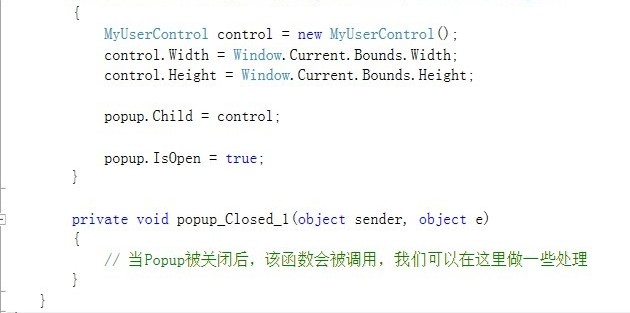 {
MyUserControl control = new MyUserControl();
control.Width = Window.Current.Bounds.Width;
control.Height = Window.Current.Bounds.Height;
popup.Child = control;
popup.IsOpen = true;
}
private void popup_Closed_1(object sender, object e)
{
// 当Popup被关闭后，该函数会被调用，我们可以在这里做一些处理
}
}